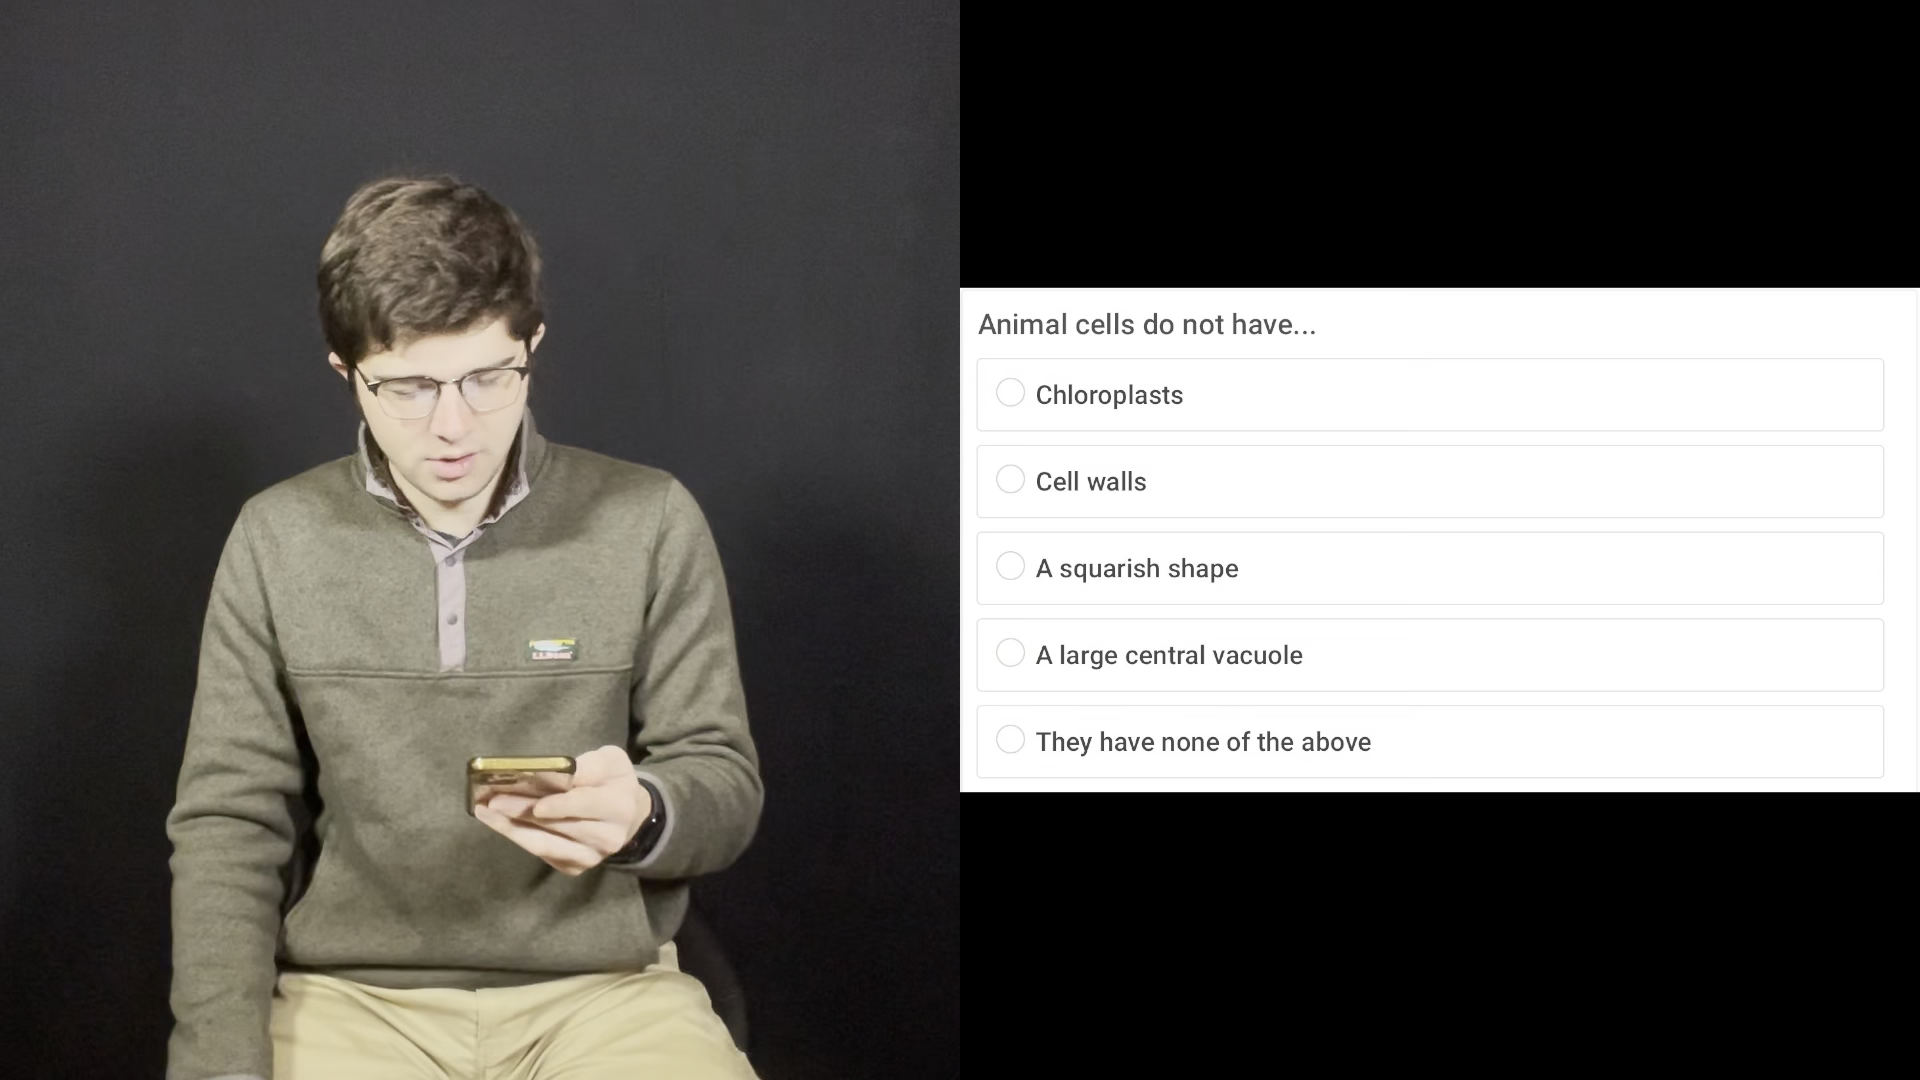 Animal cells do not have...
Chloroplasts
Cell walls
A squarish shape
A large central vacuole
They have none of the above